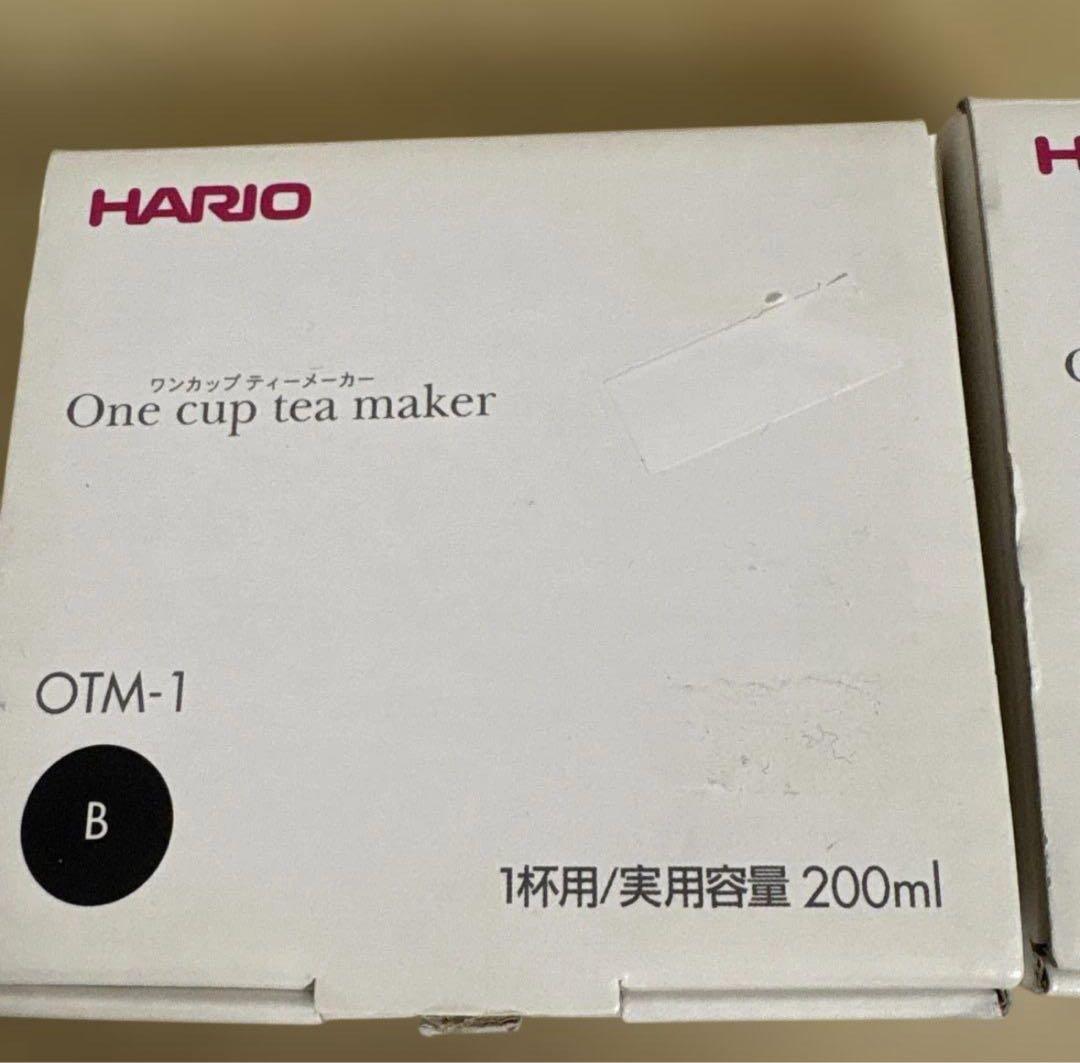 HARIO
ワンカップ ティーメーカー
One cup tea maker
OTM-1
B
1杯用/実用容量 200ml
H